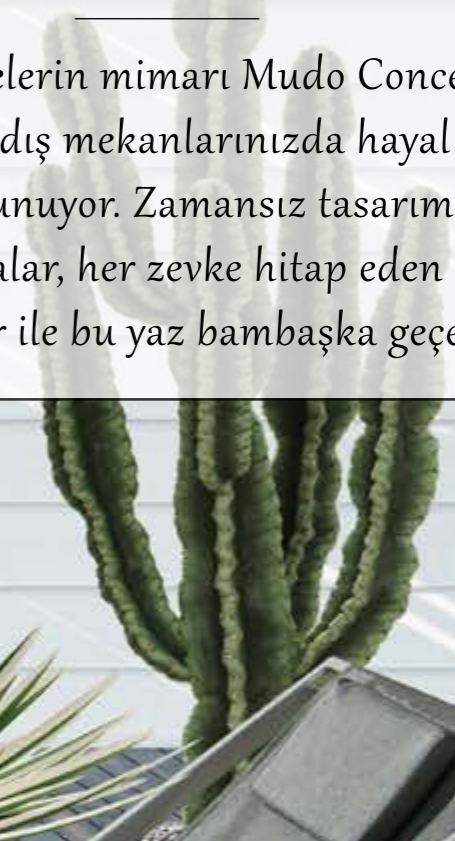 elerin mimarı Mudo Conce
dış mekanlarınızda hayal
unuyor. Zamansız tasarım
alar, her zevke hitap eden
r ile bu yaz bambaşka geçe